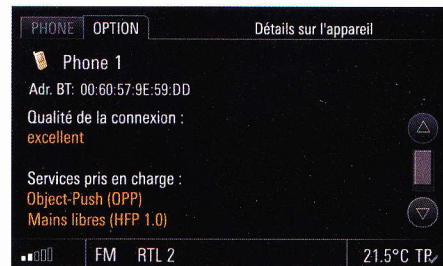 PHONE OPTION Détails sur l'appareil
Phone 1
Adr. BT: 00:60:57:9E:59:DD
Qualité de la connexion :
excellent
Services pris en charge :
Object-Push (OPP)
Mains libres (HFP 1.0)
FM RTL 2 21.5°C TP